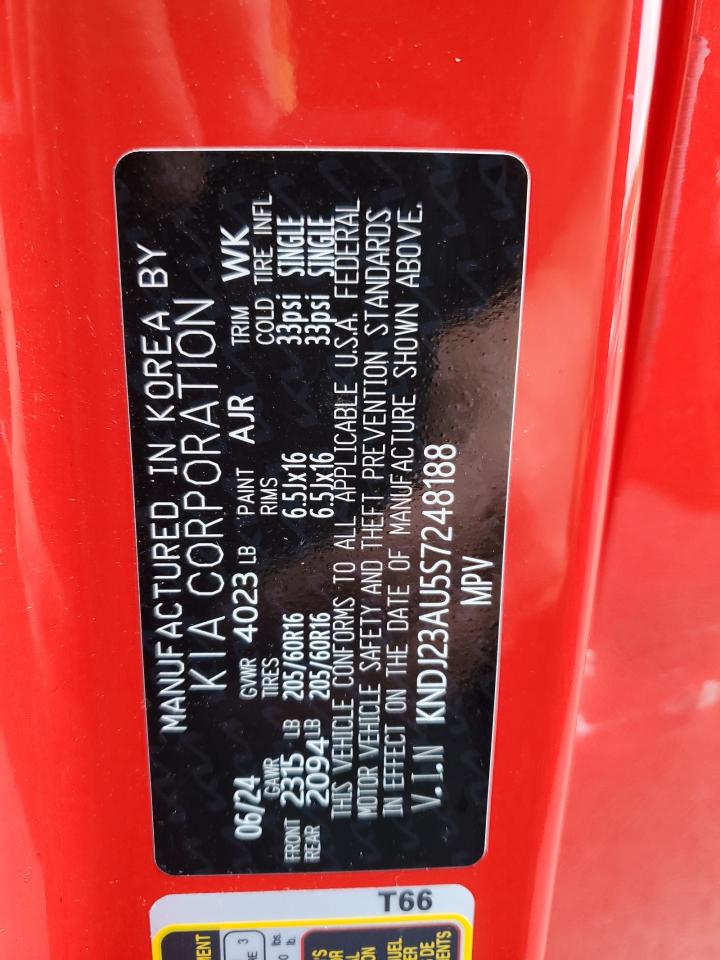 MANUFACTURED IN KOREA BY
KIA CORPORATION
06/24 GVWR 4023 LB PAINT AJR TRIM WK
GAWR TIRES RIMS COLD TIRE INFL
FRONT 2315 LB 205/60R16 6.5Jx16 33psi SINGLE
REAR 2094 LB 205/60R16 6.5Jx16 33psi SINGLE
THIS VEHICLE CONFORMS TO ALL APPLICABLE U.S.A. FEDERAL
MOTOR VEHICLE SAFETY AND THEFT PREVENTION STANDARDS
IN EFFECT ON THE DATE OF MANUFACTURE SHOWN ABOVE.
V.I.N KNDJ23AU5S7248188
MPV
T66
3
lbs.
lb.